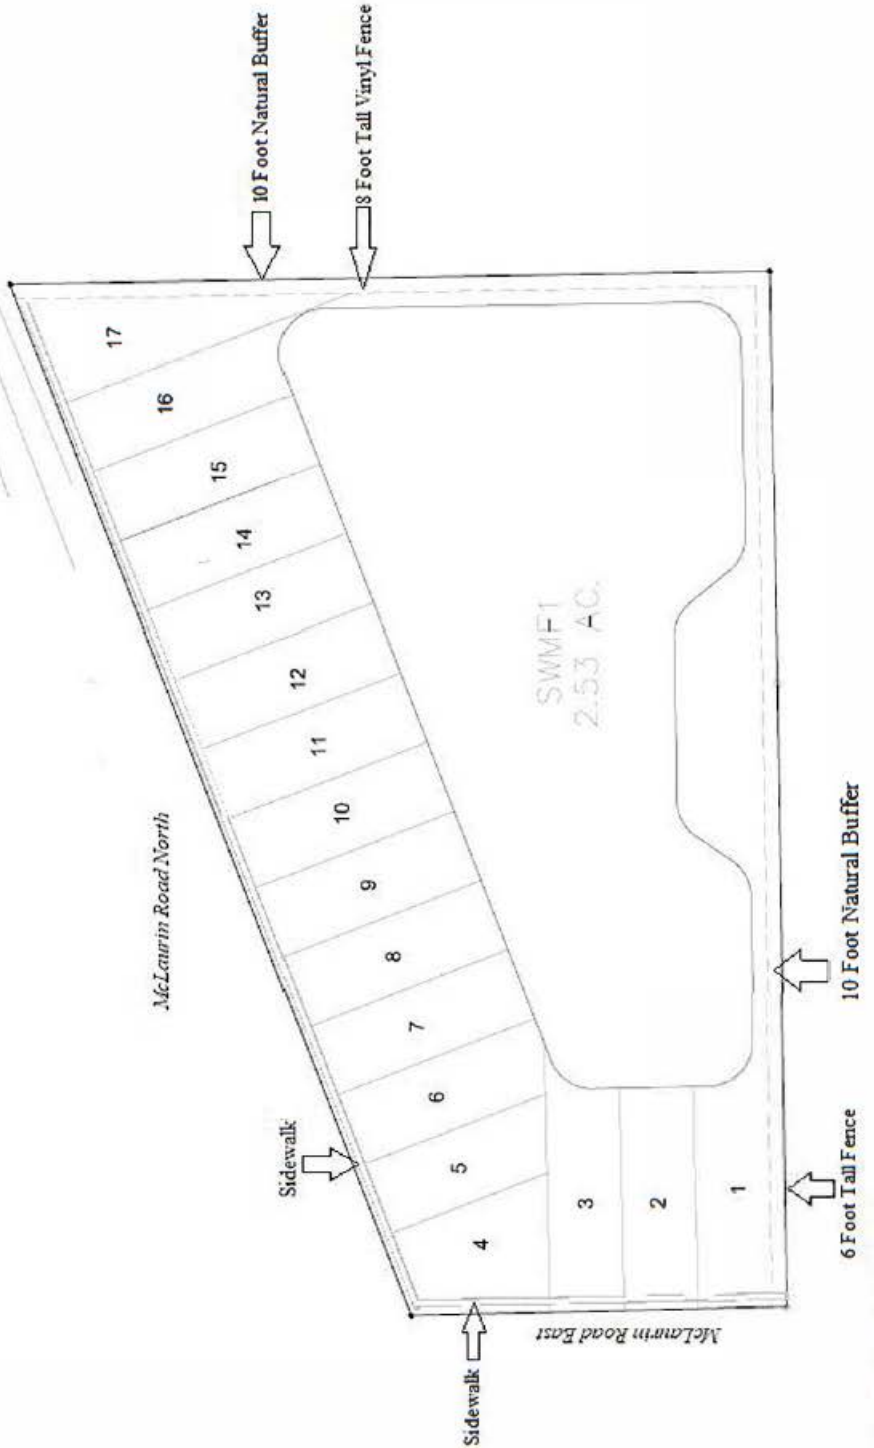 10 Foot Natural Buffer
8 Foot Tall Vinyl Fence
17
16
15
14
13
12
11
10
9
8
7
6
5
4
3
2
1
McLaurin Road North
SWMF1
2.53 AC.
Sidewalk
Sidewalk
McLaurin Road East
10 Foot Natural Buffer
6 Foot Tall Fence